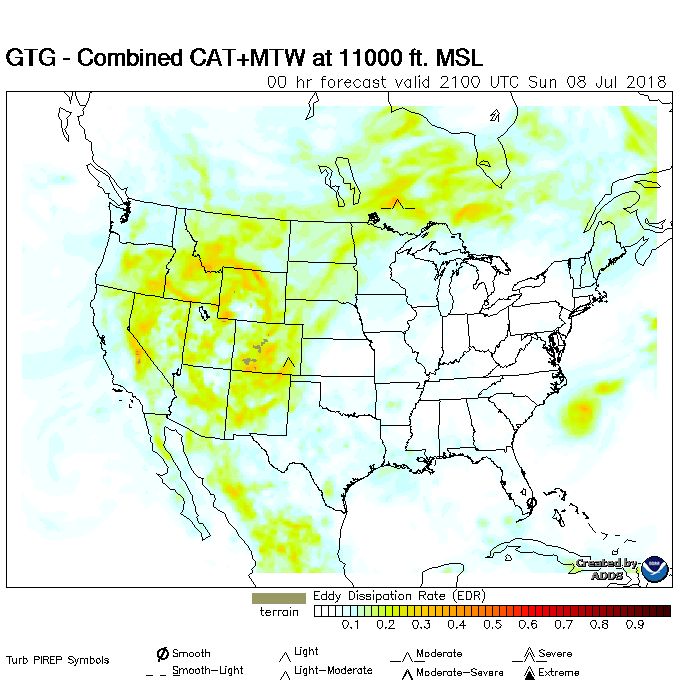 GTG - Combined CAT+MTW at 11000 ft. MSL
00 hr forecast valid 2100 UTC Sun 08 Jul 2018
Created by
ADDS
Eddy Dissipation Rate (EDR)
terrain
0.1 0.2 0.3 0.4 0.5 0.6 0.7 0.8 0.9
Turb PIREP Symbols
Smooth Light Moderate Severe
Smooth-Light Light-Moderate Moderate-Severe Extreme